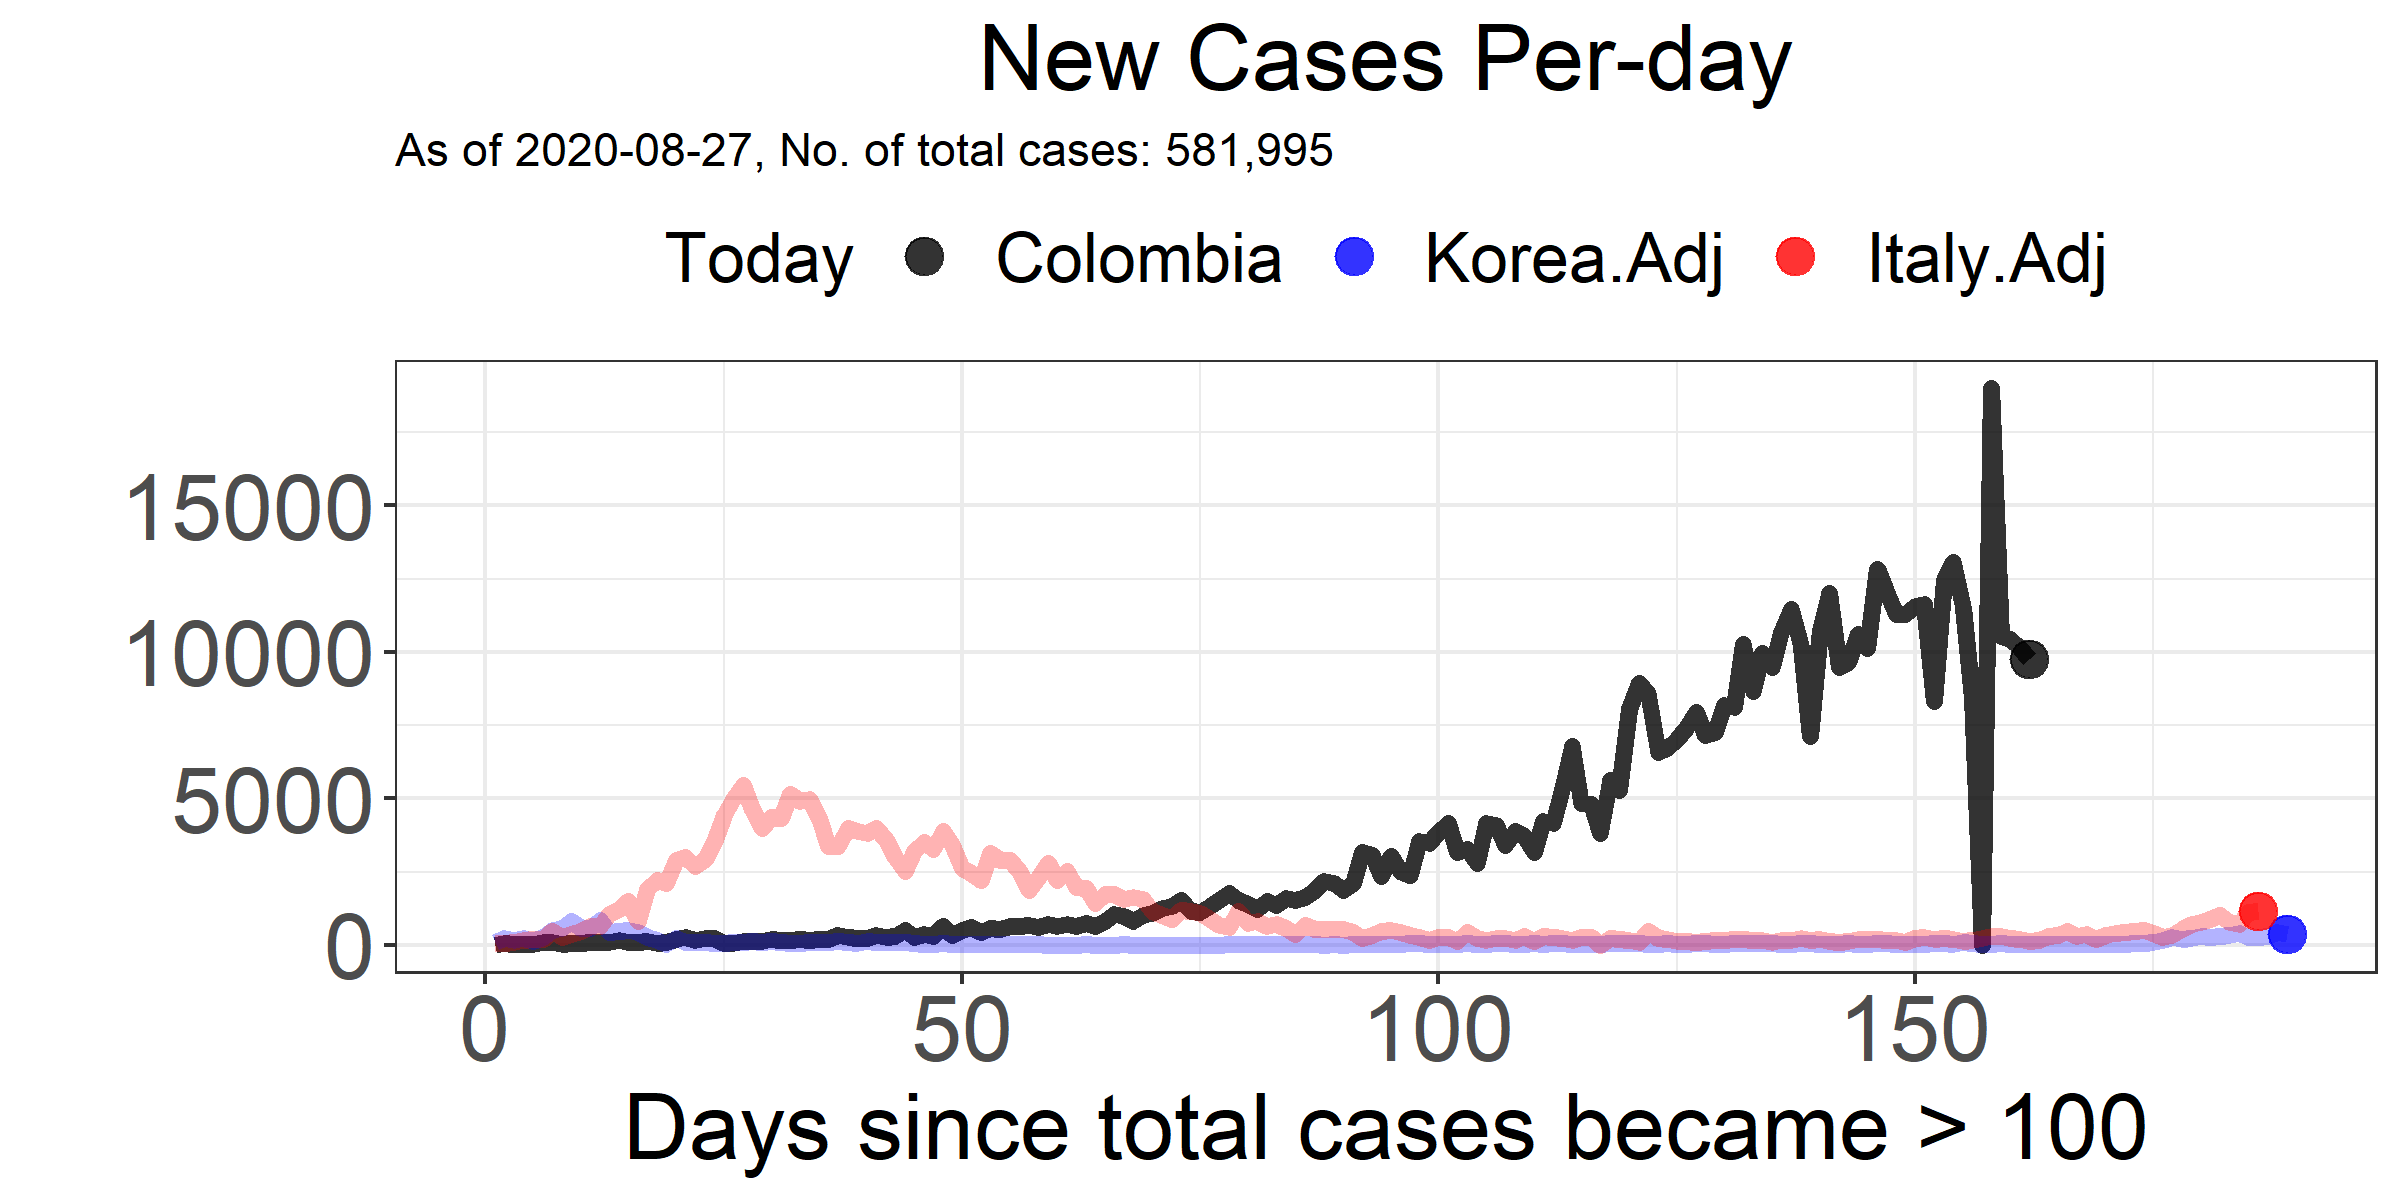 New Cases Per-day
As of 2020-08-27, No. of total cases: 581,995
Today Colombia Korea.Adj Italy.Adj
15000
10000
5000
0
0 50 100 150
Days since total cases became > 100